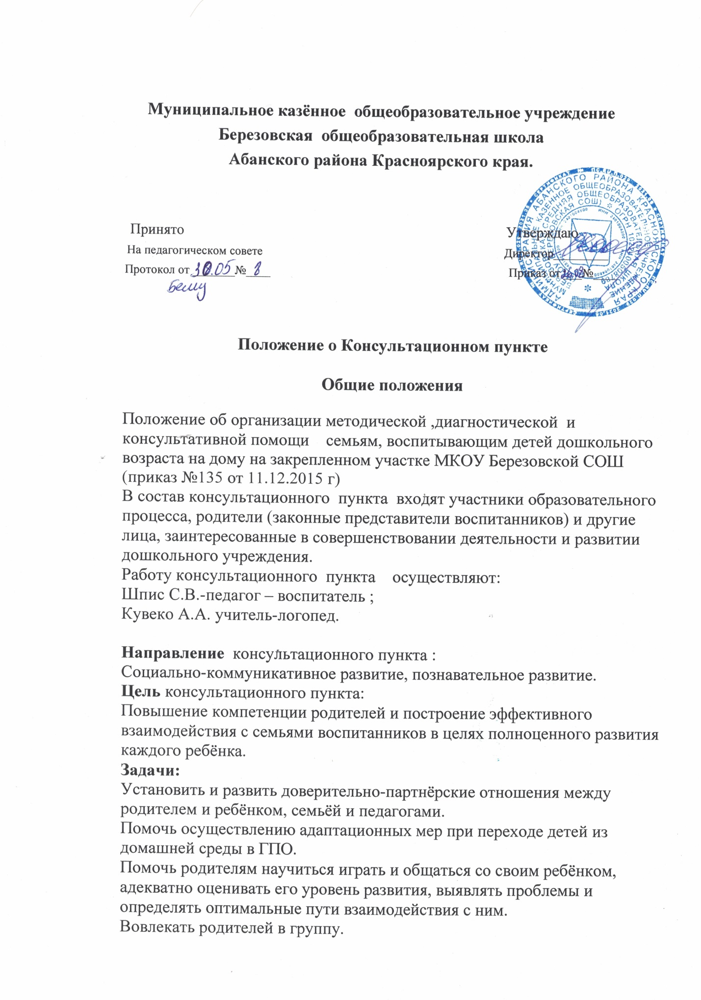 Муниципальное казённое общеобразовательное учреждение
Березовская общеобразовательная школа
Абанского района Красноярского края.
Принято
На педагогическом совете
Протокол от 30.05 № 8
Утверждаю
Директор
Приказ от №
АДМИНИСТРАЦИЯ АБАНСКОГО РАЙОНА КРАСНОЯРСКОГО КРАЯ
МУНИЦИПАЛЬНОЕ КАЗЕННОЕ ОБЩЕОБРАЗОВАТЕЛЬНОЕ УЧРЕЖДЕНИЕ
БЕРЕЗОВСКАЯ СРЕДНЯЯ ОБЩЕОБРАЗОВАТЕЛЬНАЯ ШКОЛА
БЕРЕЗОВСКАЯ СОШ) * ОГРН
ИНН 2401004800
Положение о Консультационном пункте
Общие положения
Положение об организации методической ,диагностической и
консультативной помощи семьям, воспитывающим детей дошкольного
возраста на дому на закрепленном участке МКОУ Березовской СОШ
(приказ №135 от 11.12.2015 г)
В состав консультационного пункта входят участники образовательного
процесса, родители (законные представители воспитанников) и другие
лица, заинтересованные в совершенствовании деятельности и развитии
дошкольного учреждения.
Работу консультационного пункта осуществляют:
Шпис С.В.-педагог – воспитатель ;
Кувеко А.А. учитель-логопед.
Направление консультационного пункта :
Социально-коммуникативное развитие, познавательное развитие.
Цель консультационного пункта:
Повышение компетенции родителей и построение эффективного
взаимодействия с семьями воспитанников в целях полноценного развития
каждого ребёнка.
Задачи:
Установить и развить доверительно-партнёрские отношения между
родителем и ребёнком, семьёй и педагогами.
Помочь осуществлению адаптационных мер при переходе детей из
домашней среды в ГПО.
Помочь родителям научиться играть и общаться со своим ребёнком,
адекватно оценивать его уровень развития, выявлять проблемы и
определять оптимальные пути взаимодействия с ним.
Вовлекать родителей в группу.